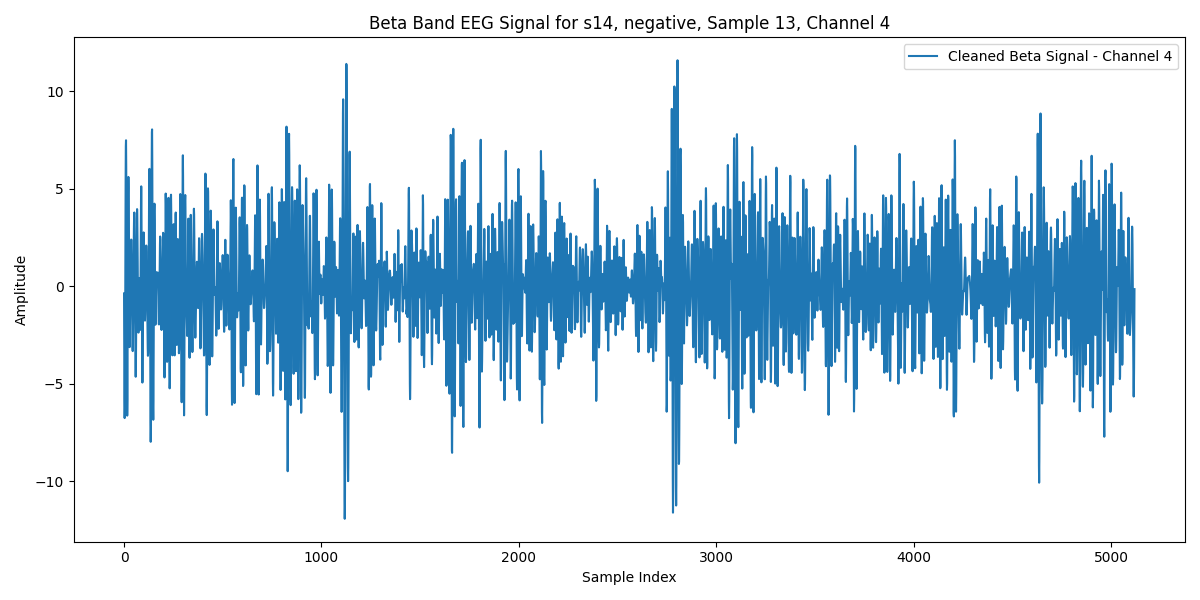 Beta Band EEG Signal for s14, negative, Sample 13, Channel 4
Cleaned Beta Signal - Channel 4
Amplitude
10
5
0
−5
−10
0 1000 2000 3000 4000 5000
Sample Index